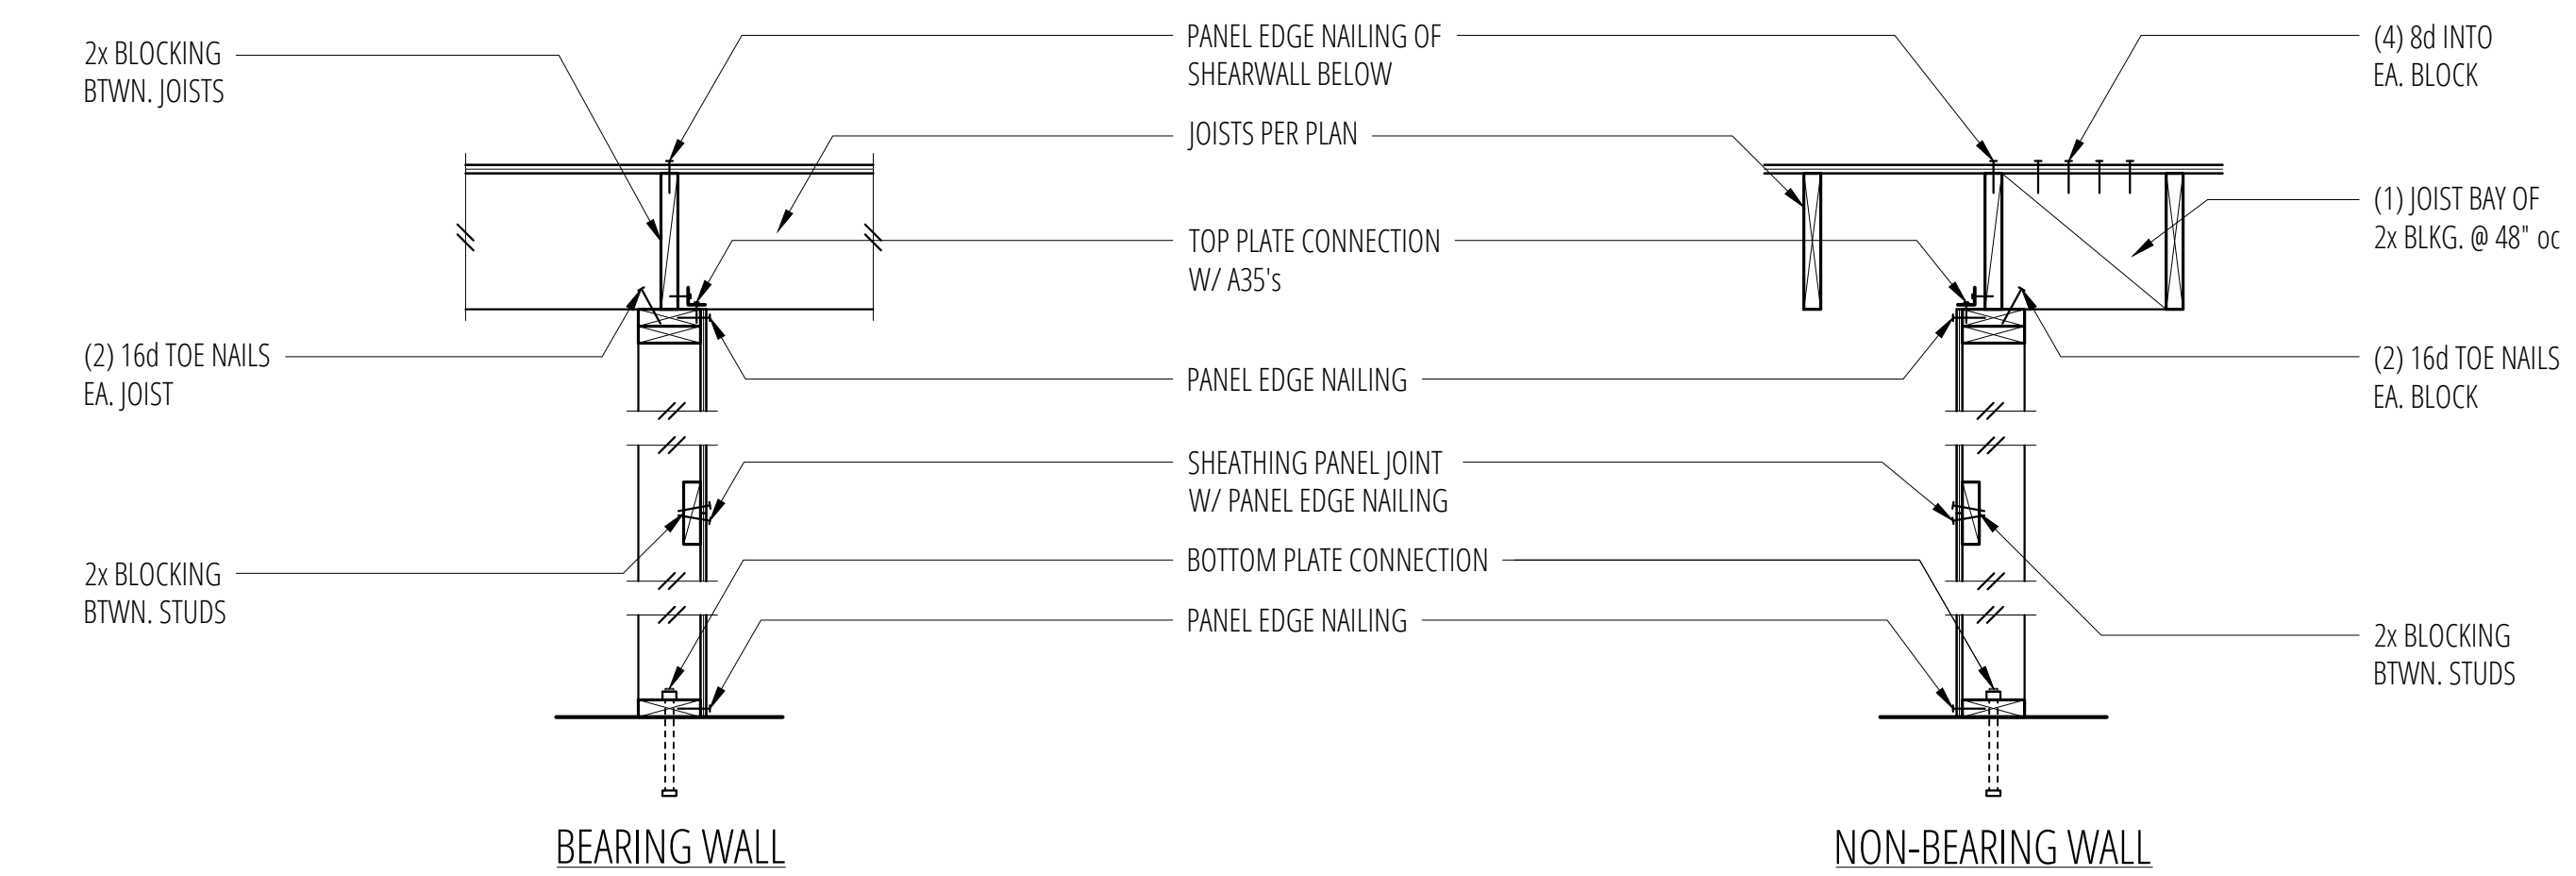 2x BLOCKING
BTWN. JOISTS
(2) 16d TOE NAILS
EA. JOIST
2x BLOCKING
BTWN. STUDS
PANEL EDGE NAILING OF
SHEARWALL BELOW
JOISTS PER PLAN
TOP PLATE CONNECTION
W/ A35's
PANEL EDGE NAILING
SHEATHING PANEL JOINT
W/ PANEL EDGE NAILING
BOTTOM PLATE CONNECTION
PANEL EDGE NAILING
(4) 8d INTO
EA. BLOCK
(1) JOIST BAY OF
2x BLKG. @ 48" oc
(2) 16d TOE NAILS
EA. BLOCK
2x BLOCKING
BTWN. STUDS
BEARING WALL
NON-BEARING WALL